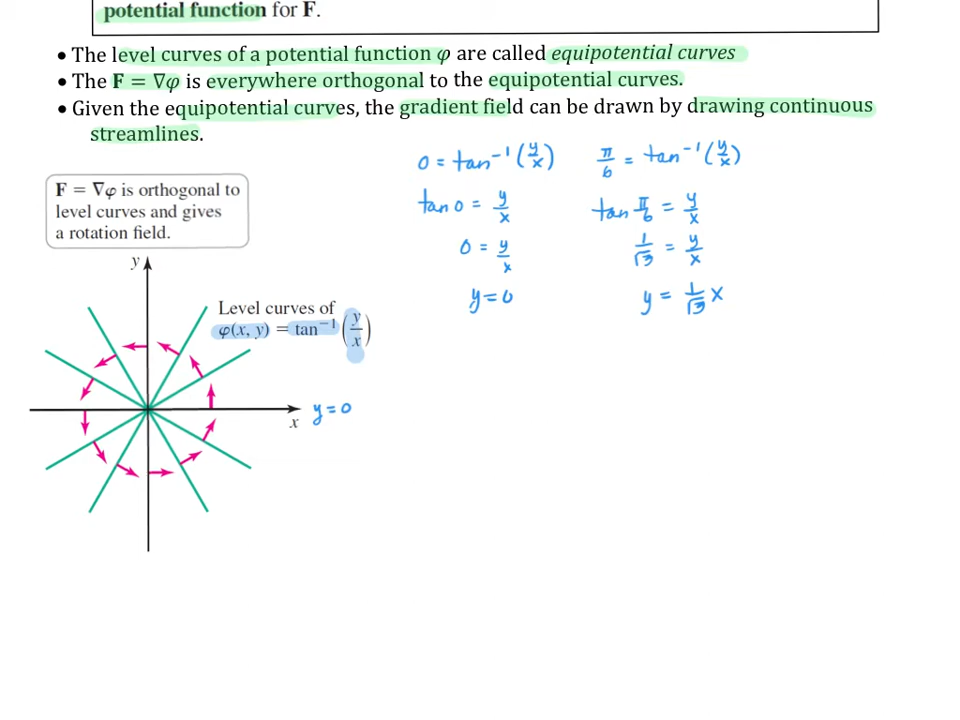 potential function for F.
• The level curves of a potential function φ are called equipotential curves
• The F = ∇φ is everywhere orthogonal to the equipotential curves.
• Given the equipotential curves, the gradient field can be drawn by drawing continuous
streamlines.
0 = tan⁻¹(y/x)
tan 0 = y/x
0 = y/x
y = 0
π/6 = tan⁻¹(y/x)
tan π/6 = y/x
1/√3 = y/x
y = 1/√3 x
F = ∇φ is orthogonal to
level curves and gives
a rotation field.
y
Level curves of
φ(x, y) = tan⁻¹(y/x)
x
y = 0